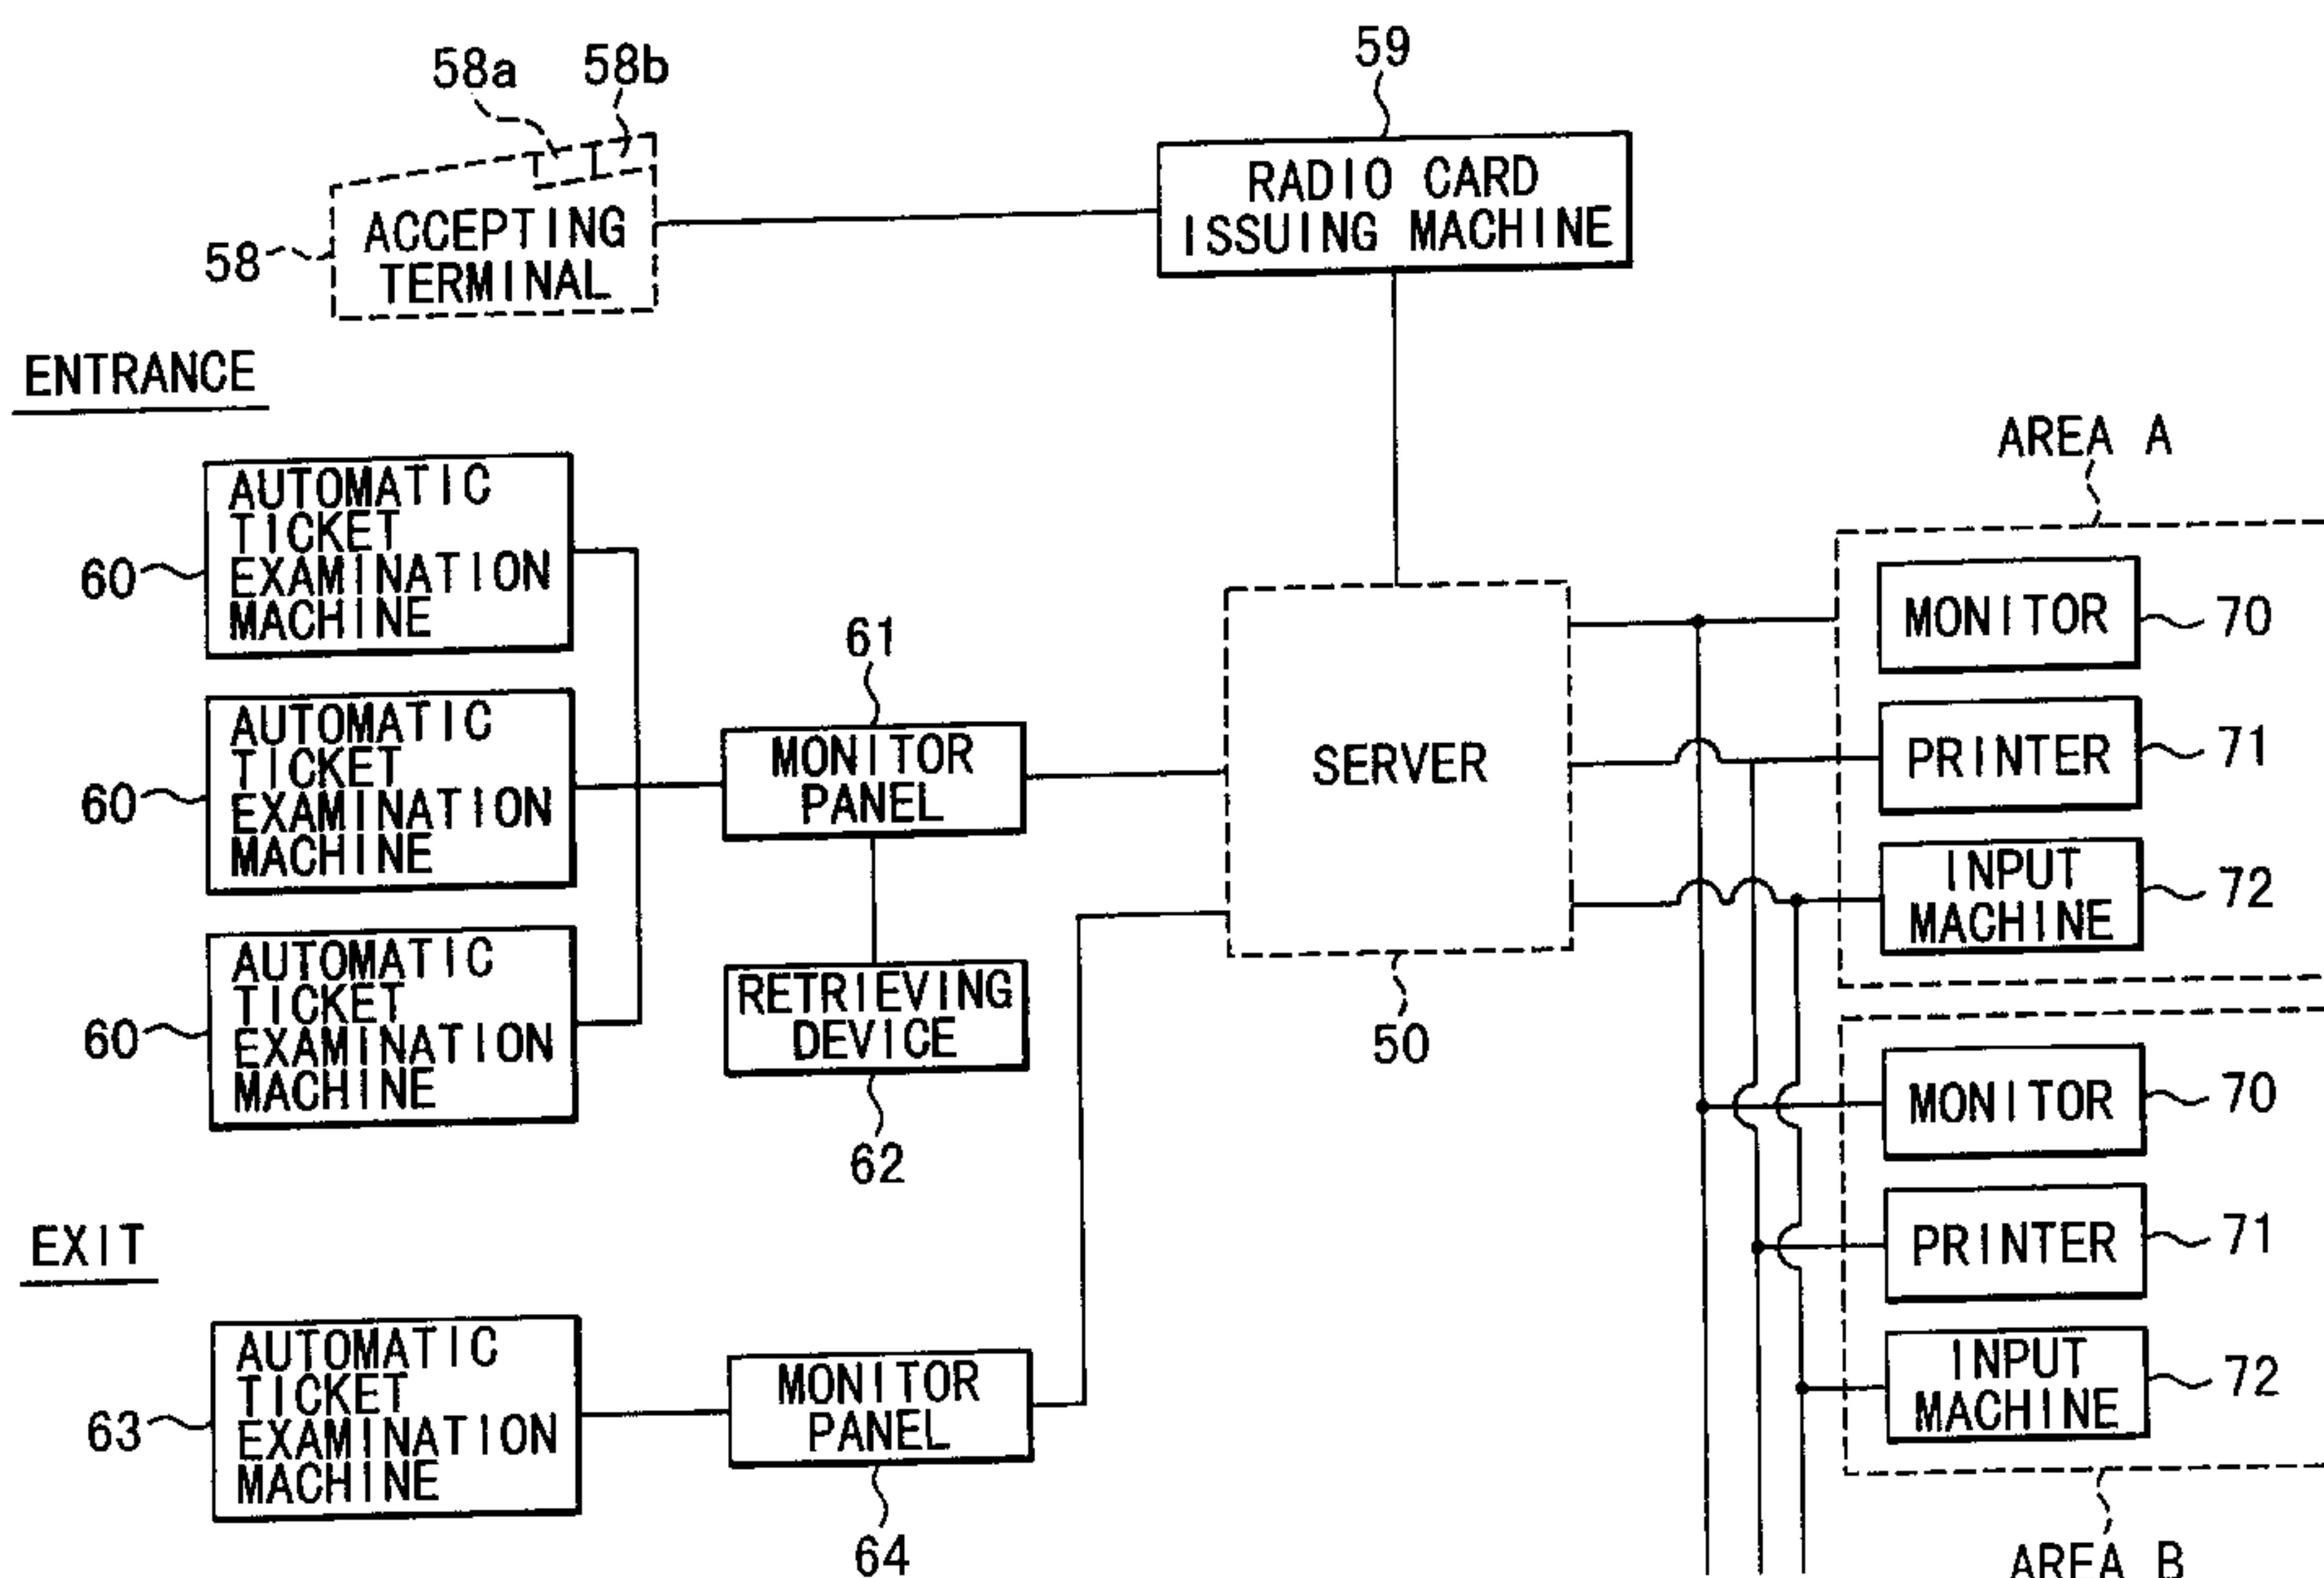 58a 58b
59
RADIO CARD
ISSUING MACHINE
ACCEPTING
TERMINAL
58
ENTRANCE
AREA A
AUTOMATIC
TICKET
EXAMINATION
MACHINE
60
MONITOR
70
61
AUTOMATIC
TICKET
EXAMINATION
MACHINE
60
MONITOR
PANEL
SERVER
PRINTER
71
INPUT
MACHINE
72
AUTOMATIC
TICKET
EXAMINATION
MACHINE
60
RETRIEVING
DEVICE
50
62
MONITOR
70
EXIT
PRINTER
71
AUTOMATIC
TICKET
EXAMINATION
MACHINE
63
MONITOR
PANEL
64
INPUT
MACHINE
72
AREA B